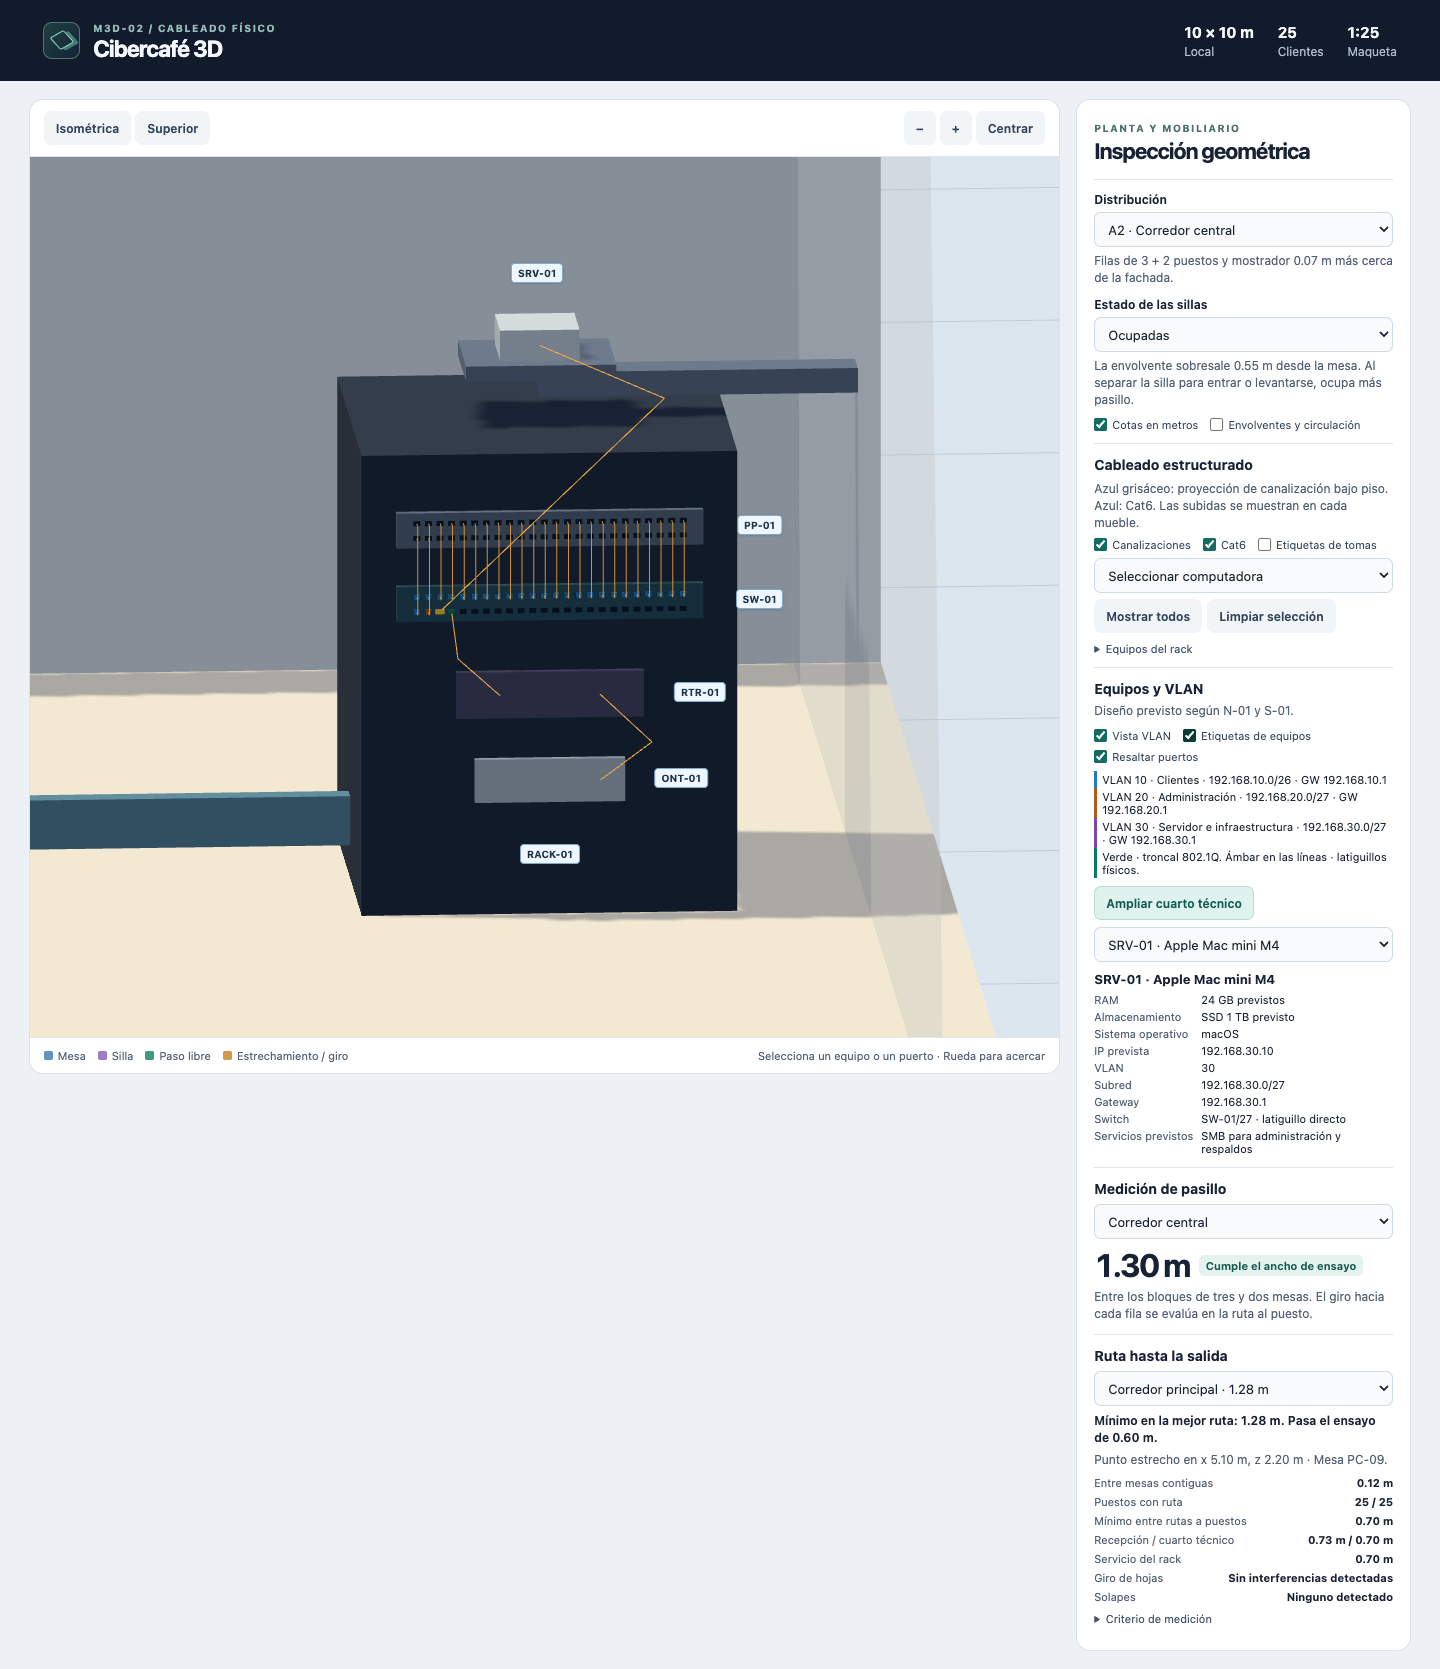 M3D-02 / CABLEADO FÍSICO
Cibercafé 3D
10 × 10 m
Local
25
Clientes
1:25
Maqueta
Isométrica
Superior
−
+
Centrar
SRV-01
PP-01
SW-01
RTR-01
ONT-01
RACK-01
Mesa
Silla
Paso libre
Estrechamiento / giro
Selecciona un equipo o un puerto · Rueda para acercar
PLANTA Y MOBILIARIO
Inspección geométrica
Distribución
A2 · Corredor central
Filas de 3 + 2 puestos y mostrador 0.07 m más cerca
de la fachada.
Estado de las sillas
Ocupadas
La envolvente sobresale 0.55 m desde la mesa. Al
separar la silla para entrar o levantarse, ocupa más
pasillo.
Cotas en metros
Envolventes y circulación
Cableado estructurado
Azul grisáceo: proyección de canalización bajo piso.
Azul: Cat6. Las subidas se muestran en cada
mueble.
Canalizaciones
Cat6
Etiquetas de tomas
Seleccionar computadora
Mostrar todos
Limpiar selección
Equipos del rack
Equipos y VLAN
Diseño previsto según N-01 y S-01.
Vista VLAN
Etiquetas de equipos
Resaltar puertos
VLAN 10 · Clientes · 192.168.10.0/26 · GW 192.168.10.1
VLAN 20 · Administración · 192.168.20.0/27 · GW
192.168.20.1
VLAN 30 · Servidor e infraestructura · 192.168.30.0/27
· GW 192.168.30.1
Verde · troncal 802.1Q. Ámbar en las líneas · latiguillos
físicos.
Ampliar cuarto técnico
SRV-01 · Apple Mac mini M4
SRV-01 · Apple Mac mini M4
RAM 24 GB previstos
Almacenamiento SSD 1 TB previsto
Sistema operativo macOS
IP prevista 192.168.30.10
VLAN 30
Subred 192.168.30.0/27
Gateway 192.168.30.1
Switch SW-01/27 · latiguillo directo
Servicios previstos SMB para administración y
respaldos
Medición de pasillo
Corredor central
1.30 m Cumple el ancho de ensayo
Entre los bloques de tres y dos mesas. El giro hacia
cada fila se evalúa en la ruta al puesto.
Ruta hasta la salida
Corredor principal · 1.28 m
Mínimo en la mejor ruta: 1.28 m. Pasa el ensayo
de 0.60 m.
Punto estrecho en x 5.10 m, z 2.20 m · Mesa PC-09.
Entre mesas contiguas 0.12 m
Puestos con ruta 25 / 25
Mínimo entre rutas a puestos 0.70 m
Recepción / cuarto técnico 0.73 m / 0.70 m
Servicio del rack 0.70 m
Giro de hojas Sin interferencias detectadas
Solapes Ninguno detectado
Criterio de medición